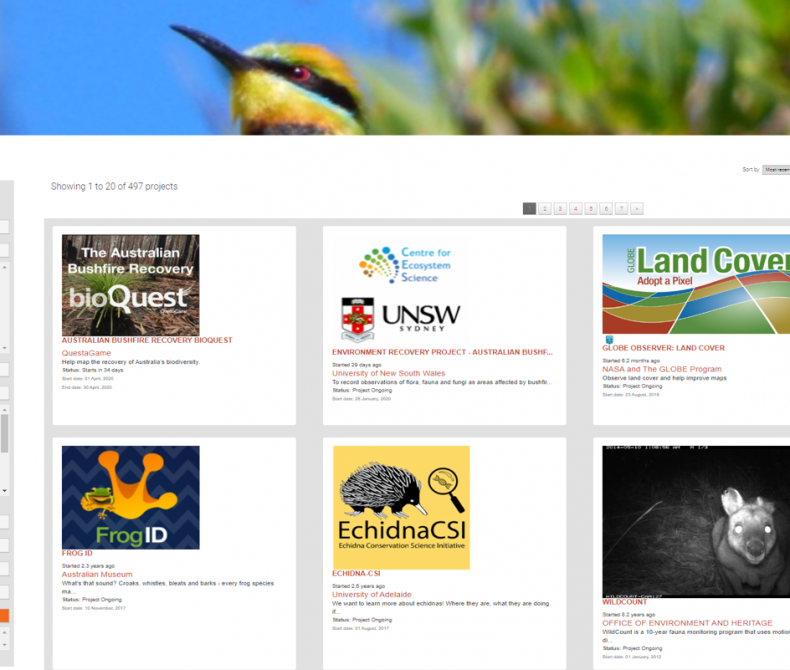 Sort by Most recen
Showing 1 to 20 of 497 projects
1 2 3 4 5 6 7 »
The Australian
Bushfire Recovery
bioQuest
QuestaGame
AUSTRALIAN BUSHFIRE RECOVERY BIOQUEST
QuestaGame
Help map the recovery of Australia's biodiversity.
Status: Starts in 34 days
Start date: 01 April, 2020
End date: 30 April, 2020
Centre for
Ecosystem
Science
UNSW
SYDNEY
ENVIRONMENT RECOVERY PROJECT - AUSTRALIAN BUSHF...
Started 29 days ago
University of New South Wales
To record observations of flora, fauna and fungi as areas affected by bushfir...
Status: Project Ongoing
Start date: 28 January, 2020
GLOBE
Land Cover
Adopt a Pixel
GLOBE OBSERVER: LAND COVER
Started 6.2 months ago
NASA and The GLOBE Program
Observe land cover and help improve maps
Status: Project Ongoing
Start date: 23 August, 2019
FrogID
FROG ID
Started 2.3 years ago
Australian Museum
What's that sound? Croaks, whistles, bleats and barks - every frog species
ma...
Status: Project Ongoing
Start date: 10 November, 2017
EchidnaCSI
Echidna Conservation Science Initiative
ECHIDNA-CSI
Started 2.6 years ago
University of Adelaide
We want to learn more about echidnas! Where they are, what they are doing,
if...
Status: Project Ongoing
Start date: 01 August, 2017
M 1/3
WILDCOUNT
OFFICE OF ENVIRONMENT AND HERITAGE
WildCount is a 10-year fauna monitoring program that uses motion
di...
Status: Project Ongoing
Start date: 01 January, 2012